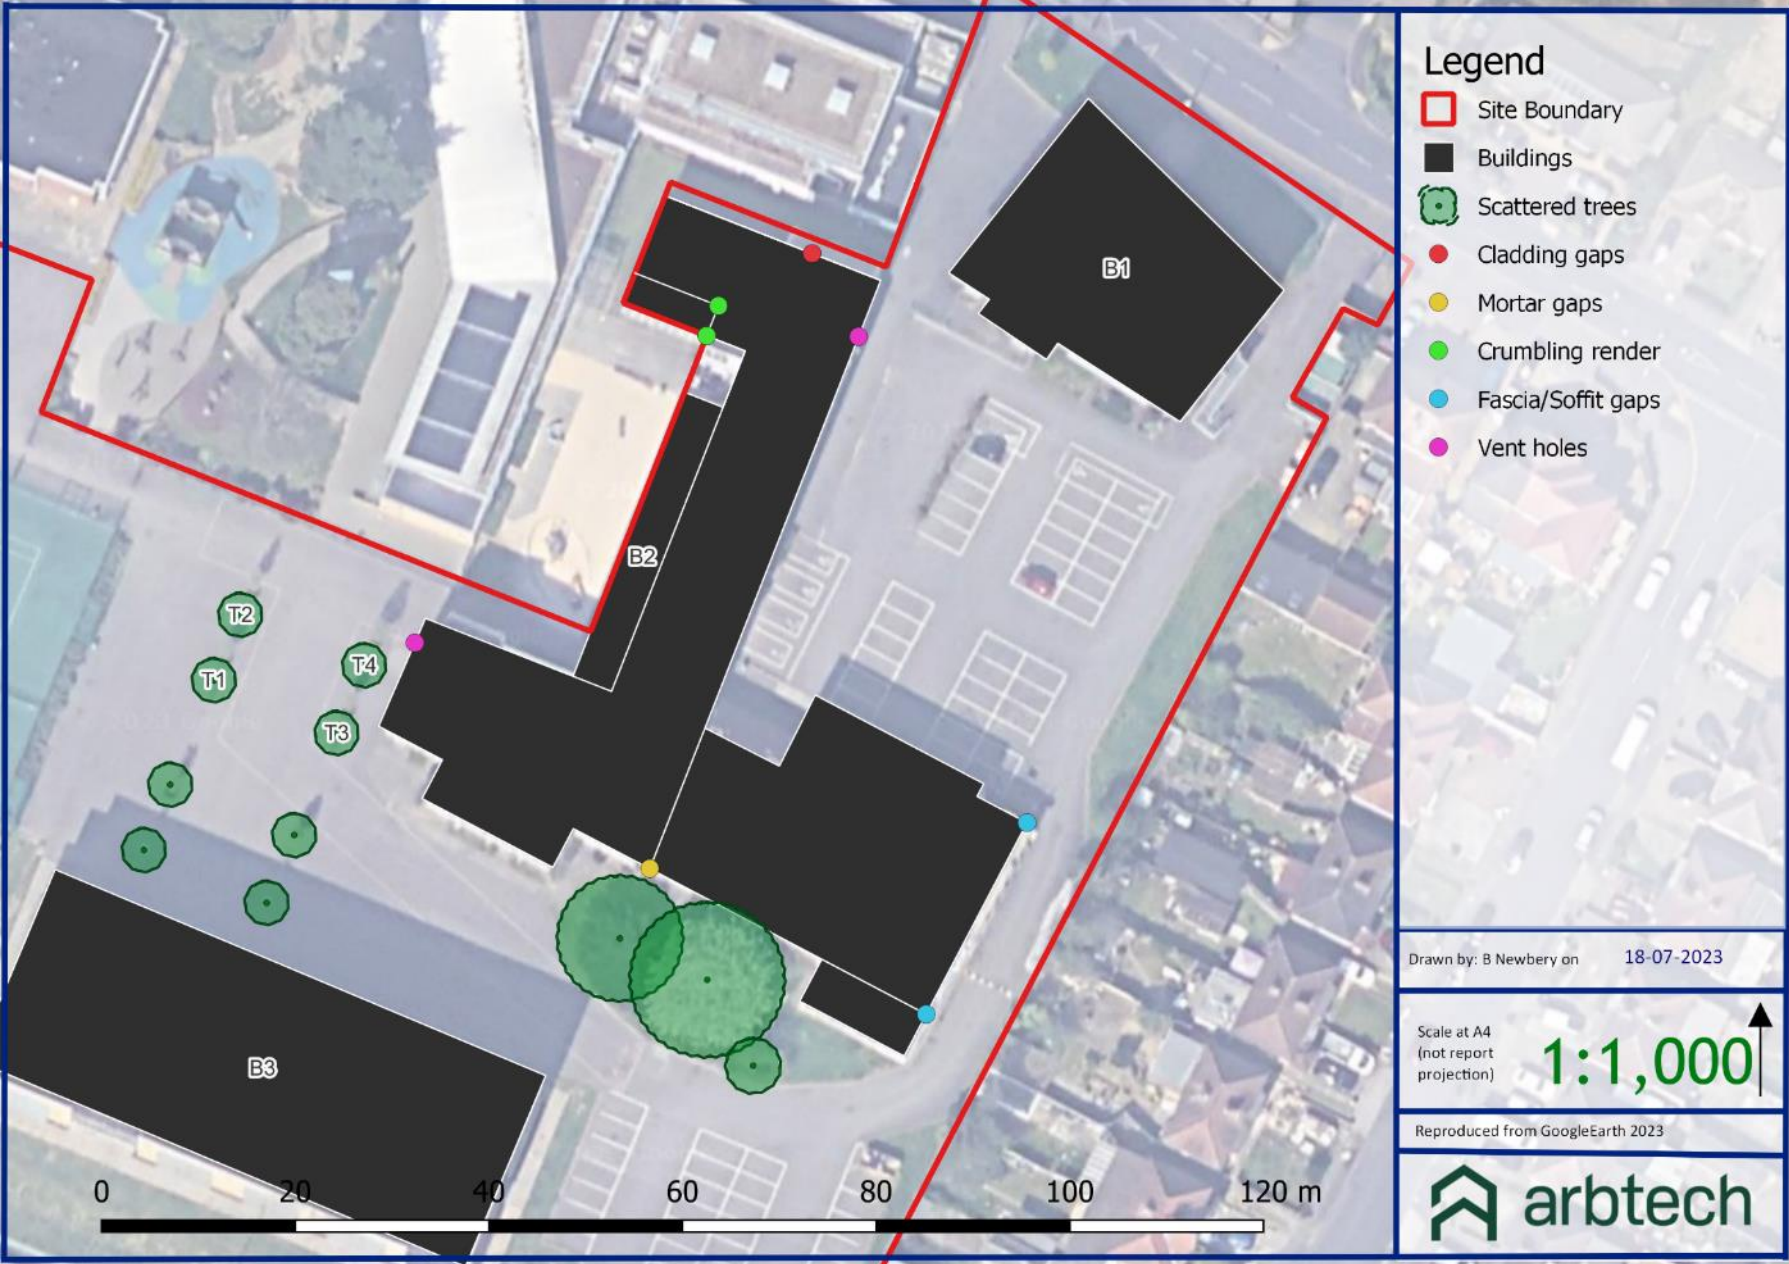 Legend
Site Boundary
Buildings
Scattered trees
Cladding gaps
Mortar gaps
Crumbling render
Fascia/Soffit gaps
Vent holes
B1
B2
T2
T1
T4
T3
B3
0 20 40 60 80 100 120 m
Drawn by: B Newbery on 18-07-2023
Scale at A4
(not report
projection)
1:1,000
Reproduced from GoogleEarth 2023
arbtech